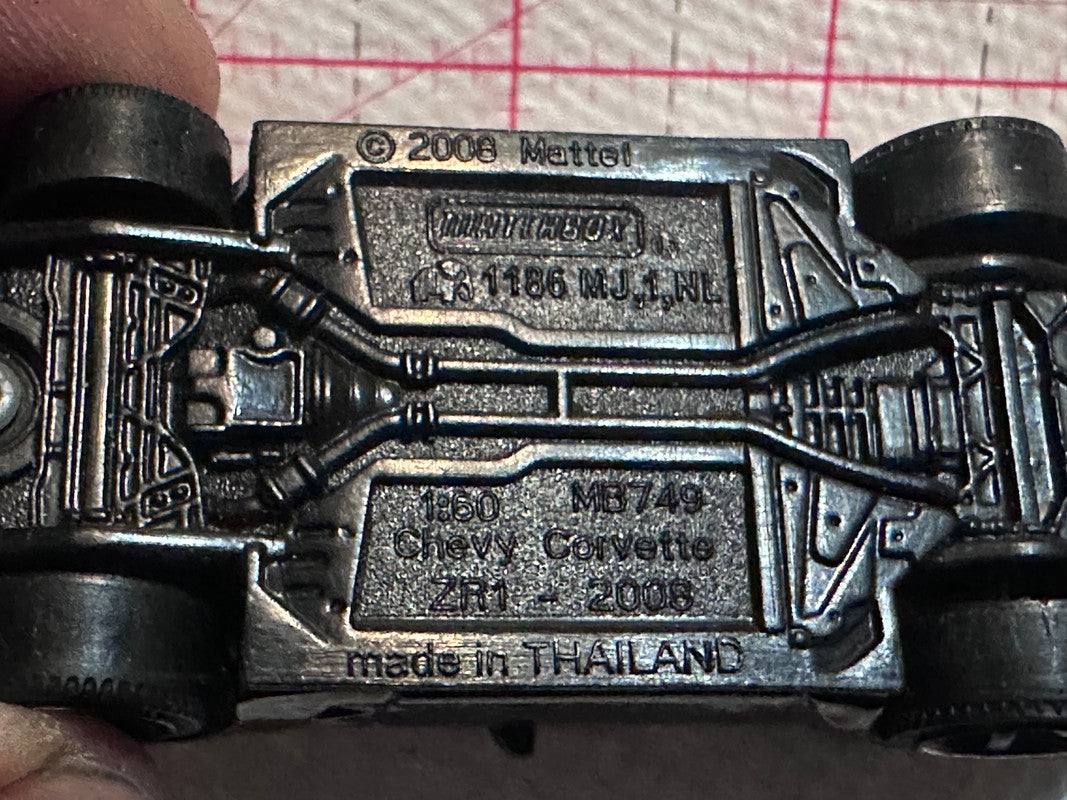 © 2008 Mattel
MATCHBOX
1186 MJ,1,NL
1:60 MB749
Chevy Corvette
ZR1 - 2008
made in THAILAND